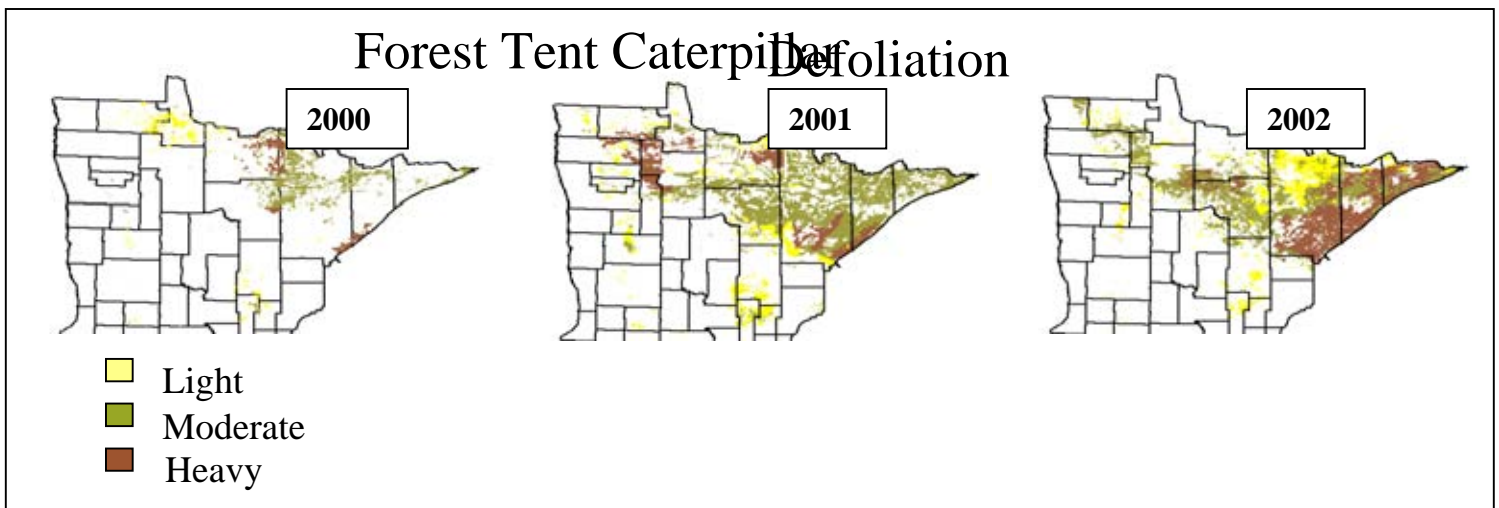 Forest Tent Caterpillar Defoliation
2000
2001
2002
Light
Moderate
Heavy